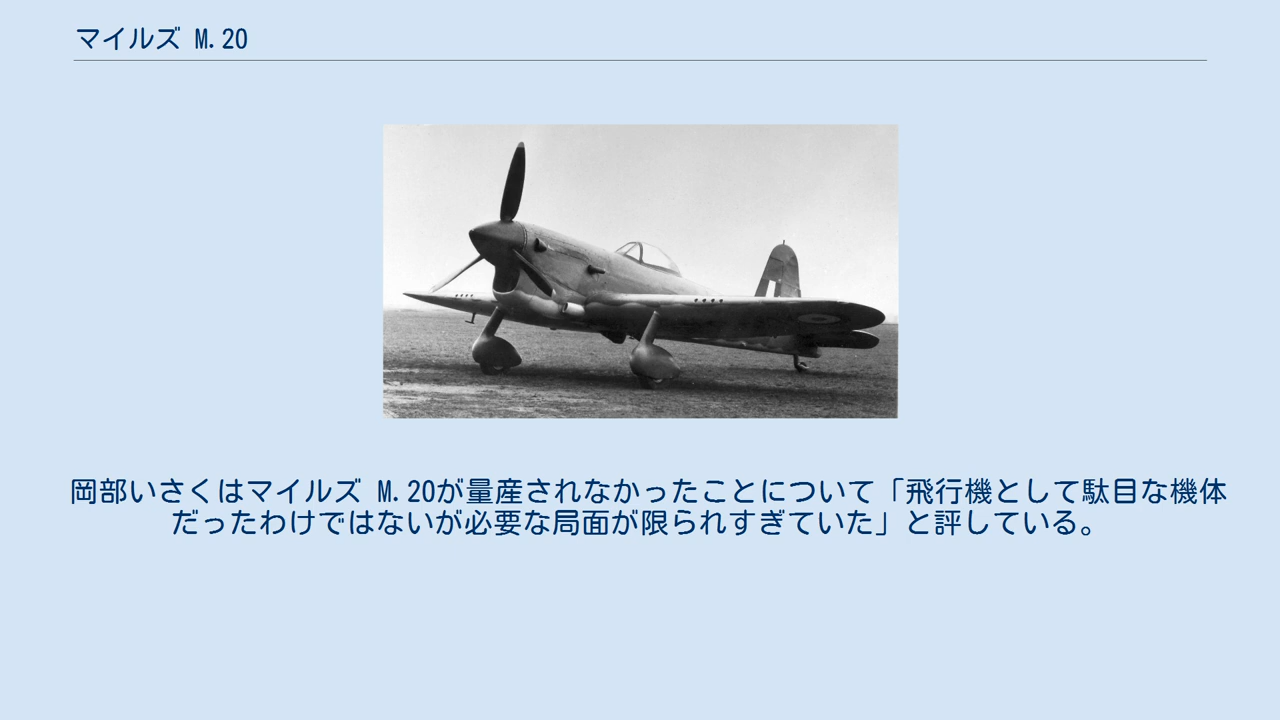 マイルズ M.20
岡部いさくはマイルズ M.20が量産されなかったことについて「飛行機として駄目な機体
だったわけではないが必要な局面が限られすぎていた」と評している。